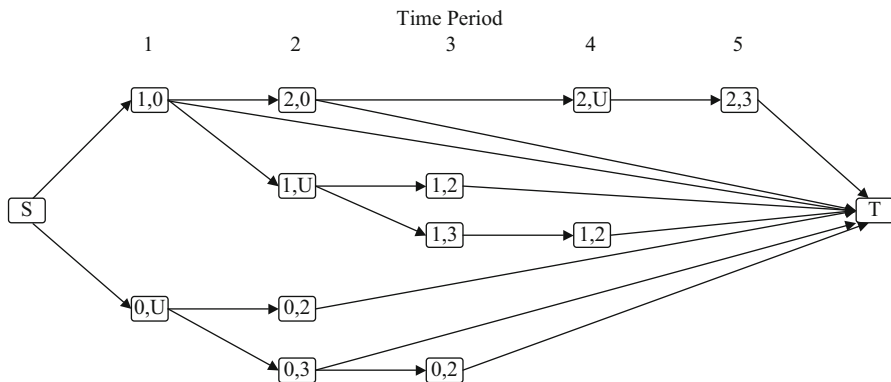 Time Period
1 2 3 4 5
1,0 2,0 2,U 2,3
1,U 1,2
S T
1,3 1,2
0,U 0,2
0,3 0,2